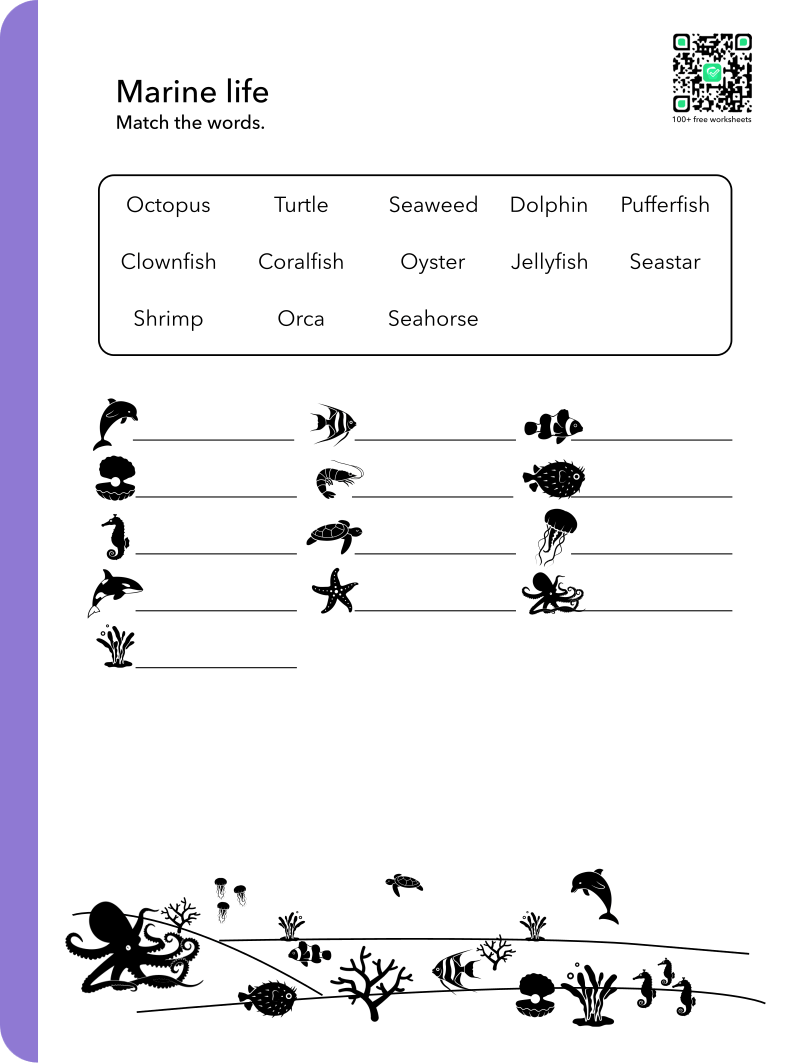 100+ free worksheets
Marine life
Match the words.
Octopus Turtle Seaweed Dolphin Pufferfish
Clownfish Coralfish Oyster Jellyfish Seastar
Shrimp Orca Seahorse